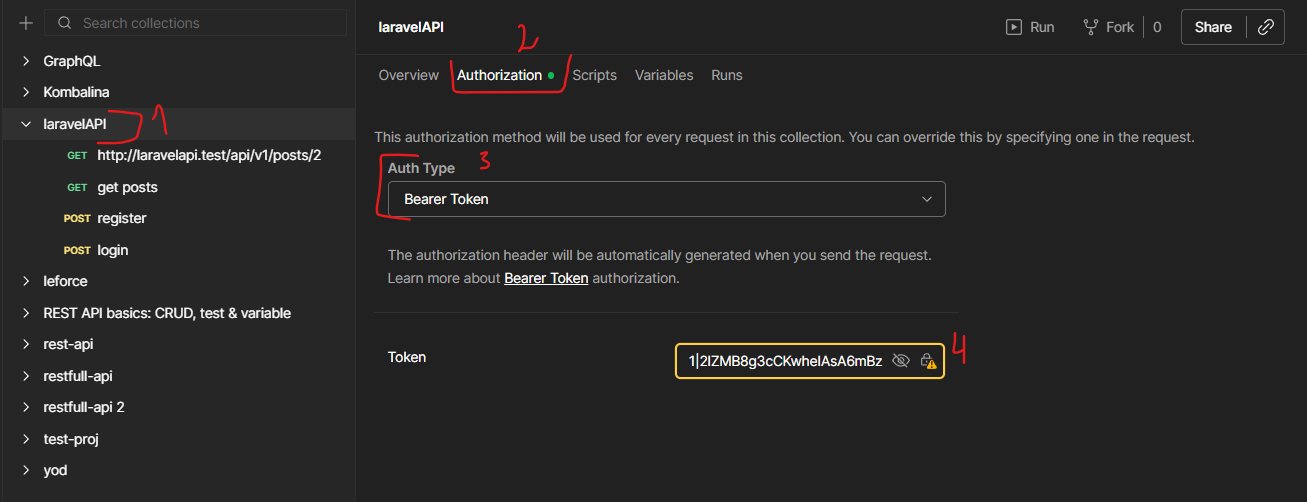 Search collections
GraphQL
Kombalina
laravelAPI
1
GET http://laravelapi.test/api/v1/posts/2
GET get posts
POST register
POST login
leforce
REST API basics: CRUD, test & variable
rest-api
restfull-api
restfull-api 2
test-proj
yod
laravelAPI
Run
Fork
0
Share
2
Overview
Authorization
Scripts
Variables
Runs
This authorization method will be used for every request in this collection. You can override this by specifying one in the request.
Auth Type
3
Bearer Token
The authorization header will be automatically generated when you send the request.
Learn more about Bearer Token authorization.
Token
1|2IZMB8g3cCKwheIAsA6mBz
4